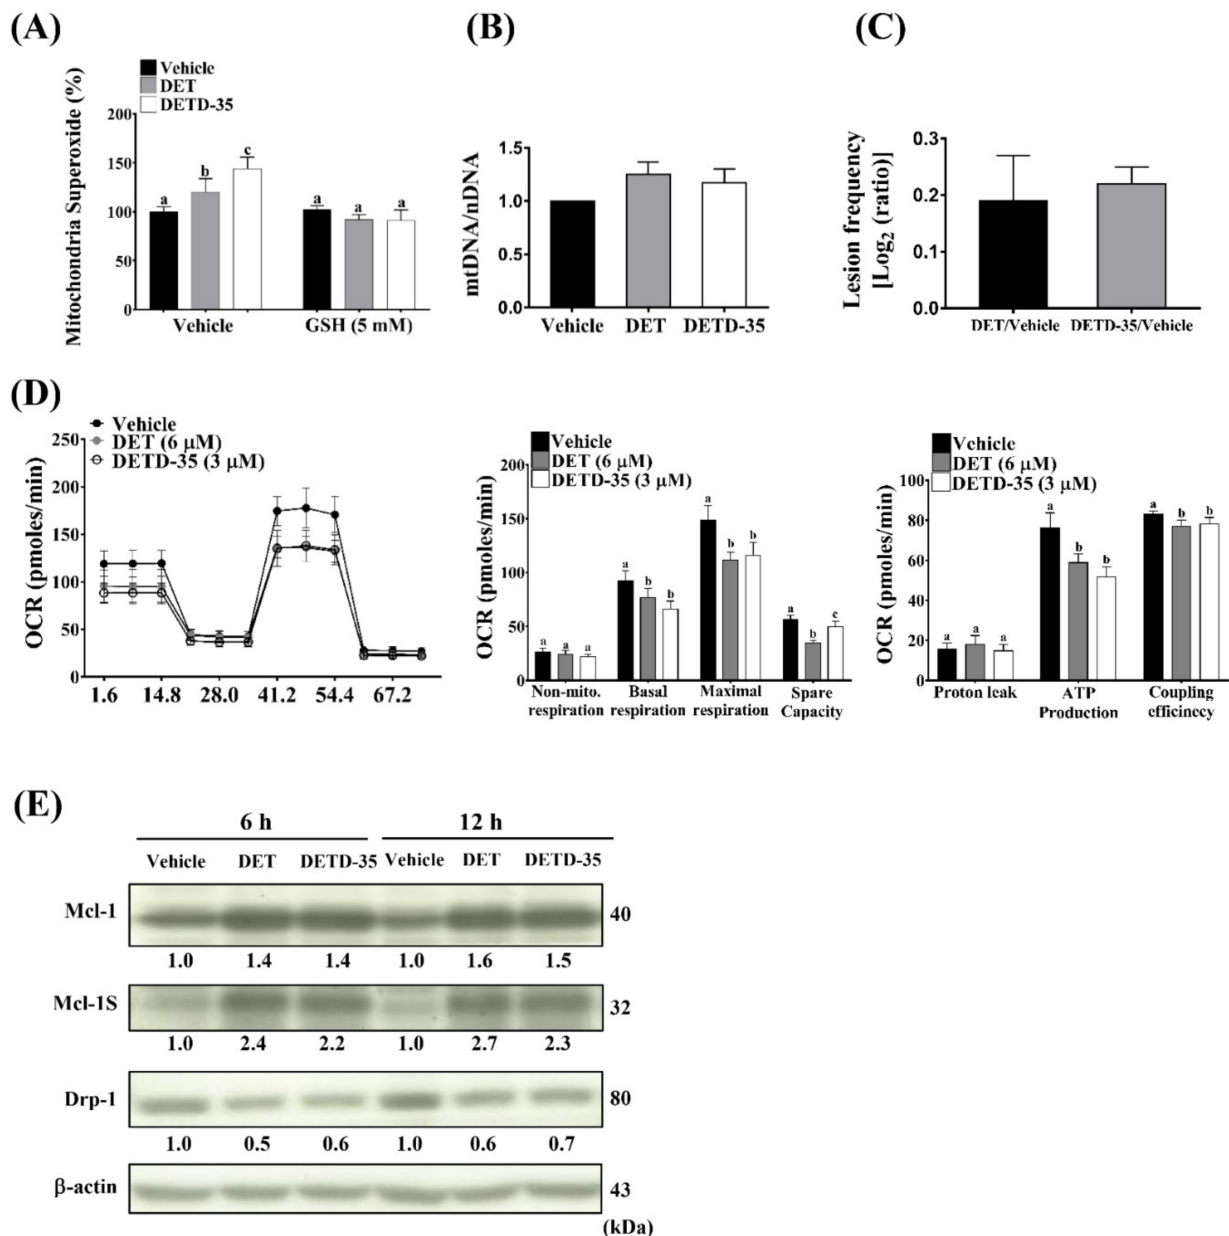 (A)
Vehicle
DET
DETD-35
Mitochondria Superoxide (%)
200
150
100
50
0
a
b
c
a
a
a
Vehicle
GSH (5 mM)
(B)
mtDNA/nDNA
1.5
1.0
0.5
0.0
Vehicle
DET
DETD-35
(C)
Lesion frequency
[Log2 (ratio)]
0.3
0.2
0.1
0.0
DET/Vehicle
DETD-35/Vehicle
(D)
Vehicle
DET (6 μM)
DETD-35 (3 μM)
OCR (pmoles/min)
250
200
150
100
50
0
1.6
14.8
28.0
41.2
54.4
67.2
Vehicle
DET (6 μM)
DETD-35 (3 μM)
OCR (pmoles/min)
200
150
100
50
0
a
a
a
a
b
b
a
b
b
a
b
c
Non-mito.
respiration
Basal
respiration
Maximal
respiration
Spare
Capacity
Vehicle
DET (6 μM)
DETD-35 (3 μM)
OCR (pmoles/min)
100
80
60
40
20
0
a
a
a
a
b
b
a
b
b
Proton leak
ATP
Production
Coupling
efficinecy
(E)
6 h
12 h
Vehicle DET DETD-35 Vehicle DET DETD-35
Mcl-1
40
1.0 1.4 1.4 1.0 1.6 1.5
Mcl-1S
32
1.0 2.4 2.2 1.0 2.7 2.3
Drp-1
80
1.0 0.5 0.6 1.0 0.6 0.7
β-actin
43
(kDa)